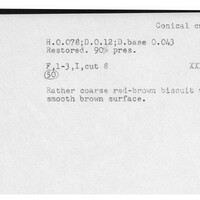 Conical
H.0.078;D.0.12;D.base 0.043
Restored. 90% pres.
F,1-3,I,cut 8
50
Rather coarse red-brown biscuit
smooth brown surface.